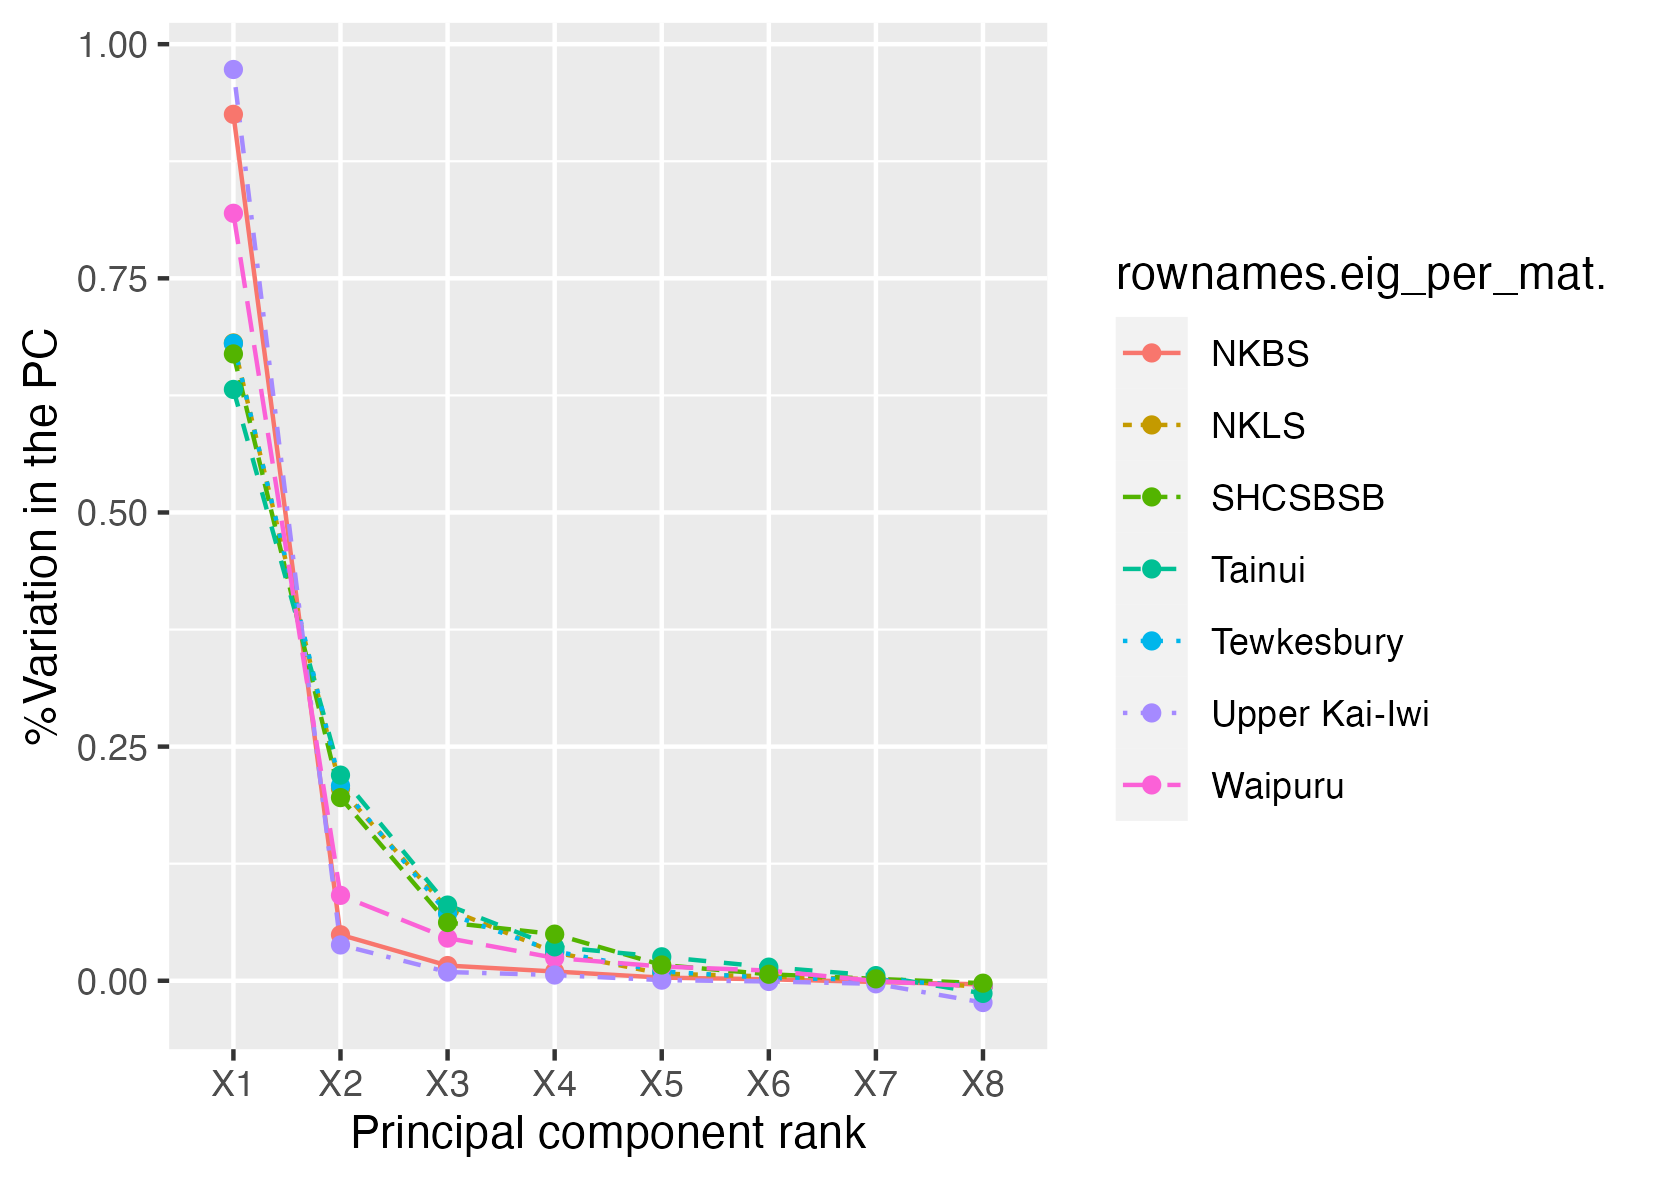 1.00
0.75
0.50
0.25
0.00
%Variation in the PC
X1 X2 X3 X4 X5 X6 X7 X8
Principal component rank
rownames.eig_per_mat.
NKBS
NKLS
SHCSBSB
Tainui
Tewkesbury
Upper Kai-Iwi
Waipuru